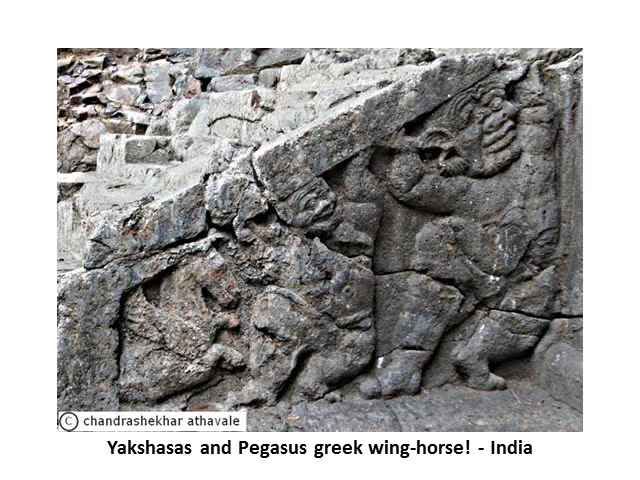 © chandrashekhar athavale
Yakshasas and Pegasus greek wing-horse! - India